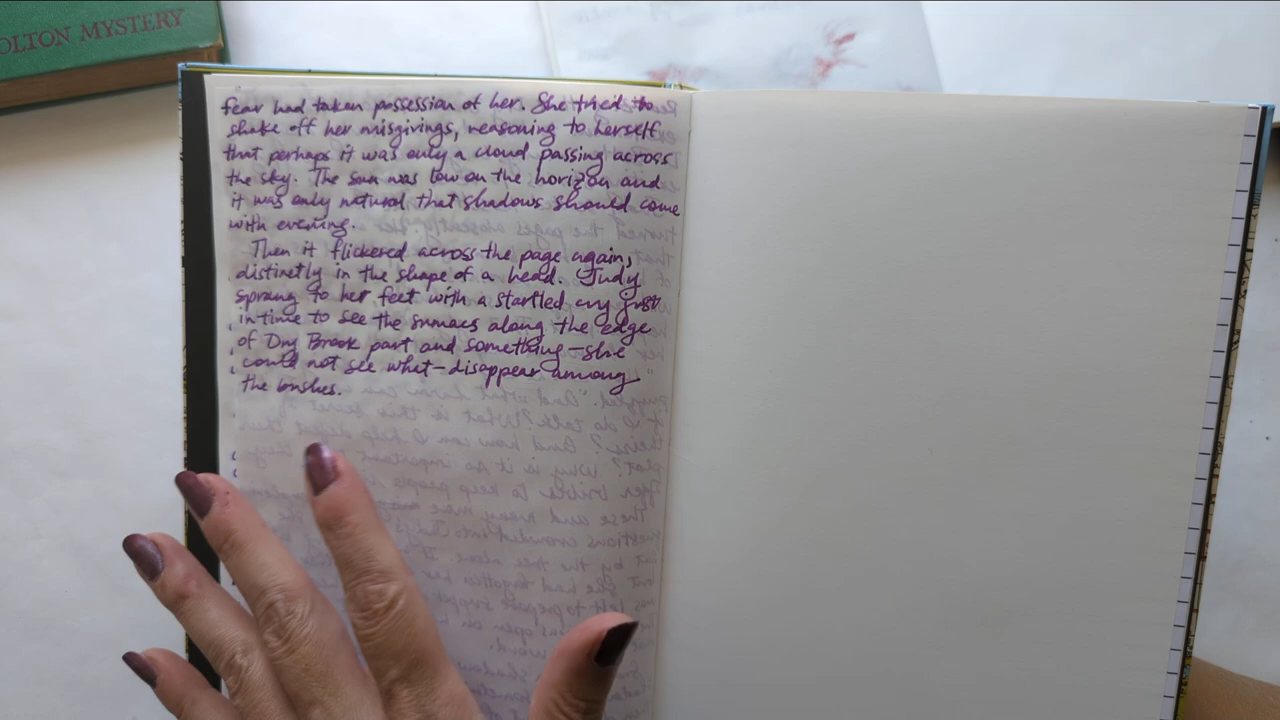 OLTON MYSTERY
fear had taken possession of her. She tried to
shake off her misgivings, reasoning to herself
that perhaps it was only a cloud passing across
the sky. The sun was low on the horizon and
it was only natural that shadows should come
with evening.
Then it flickered across the page again,
distinctly in the shape of a head. Judy
sprang to her feet with a startled cry just
in time to see the sumacs along the edge
of Dry Brook part and something—she
could not see what—disappear among
the bushes.